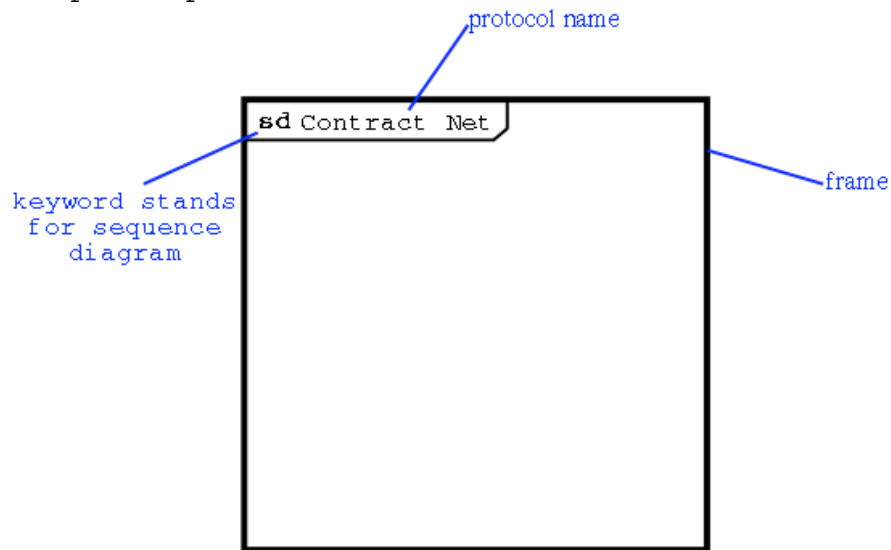 protocol name
sd Contract Net
frame
keyword stands
for sequence
diagram